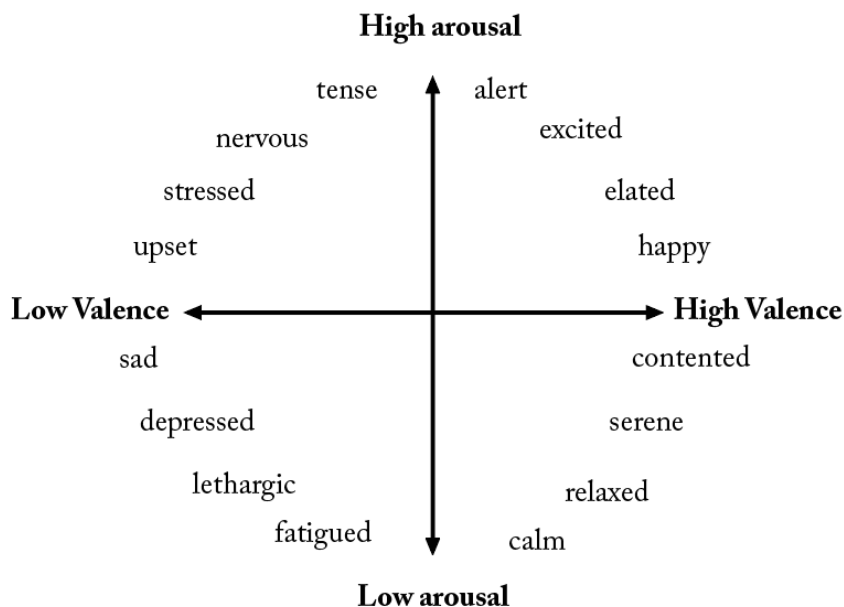 High arousal
tense alert
nervous excited
stressed elated
upset happy
Low Valence High Valence
sad contented
depressed serene
lethargic relaxed
fatigued calm
Low arousal